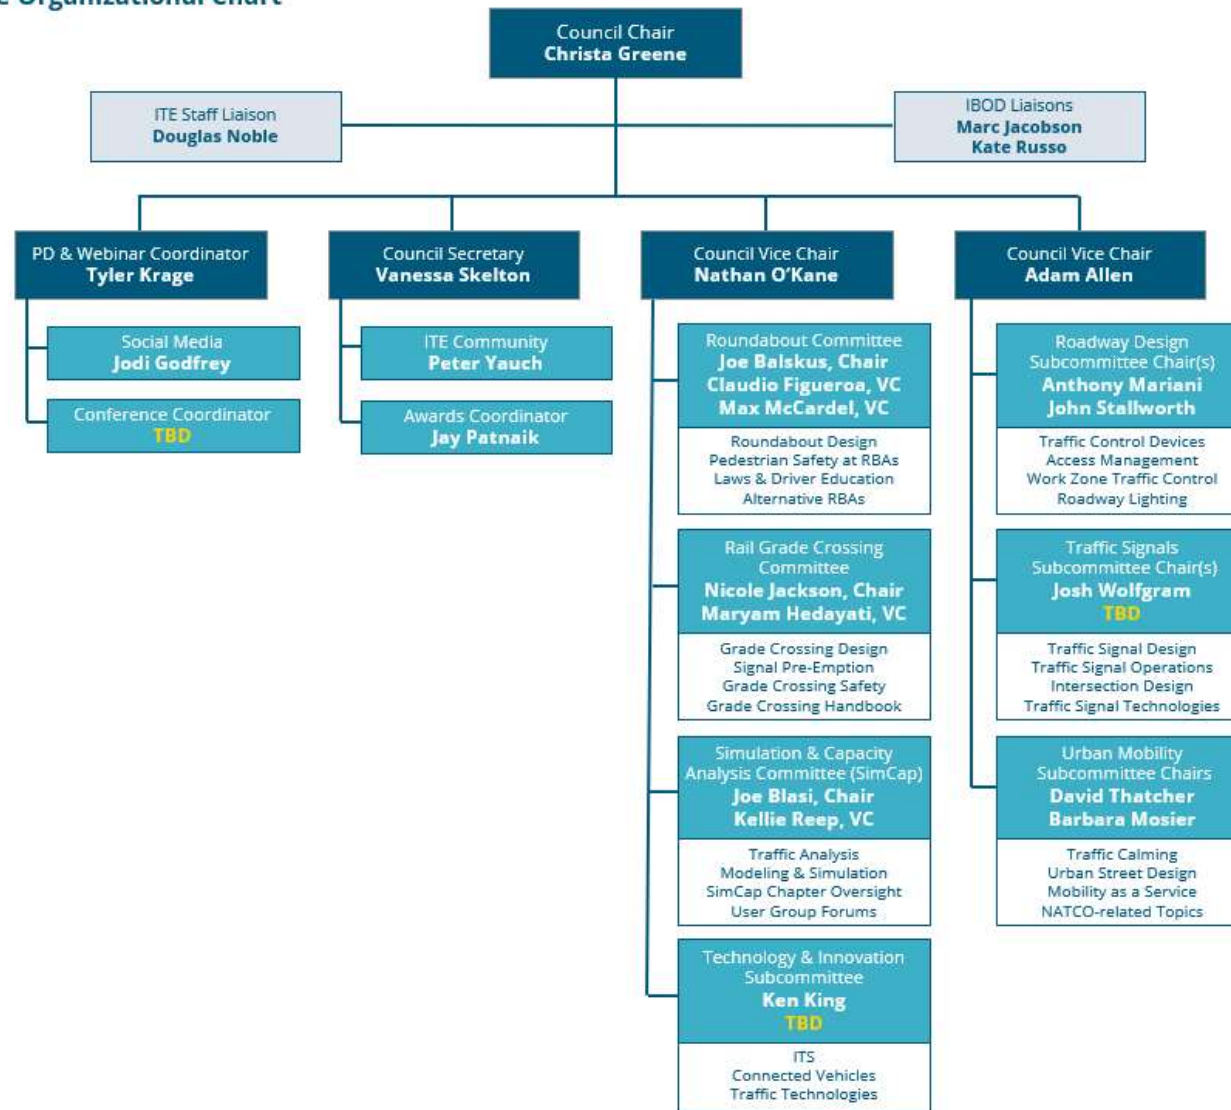 Organizational Chart
Council Chair
Christa Greene
ITE Staff Liaison
Douglas Noble
IBOD Liaisons
Marc Jacobson
Kate Russo
PD & Webinar Coordinator
Tyler Krage
Social Media
Jodi Godfrey
Conference Coordinator
TBD
Council Secretary
Vanessa Skelton
ITE Community
Peter Yauch
Awards Coordinator
Jay Patnaik
Council Vice Chair
Nathan O’Kane
Roundabout Committee
Joe Balskus, Chair
Claudio Figueroa, VC
Max McCardel, VC
Roundabout Design
Pedestrian Safety at RBAs
Laws & Driver Education
Alternative RBAs
Rail Grade Crossing
Committee
Nicole Jackson, Chair
Maryam Hedayati, VC
Grade Crossing Design
Signal Pre-Emption
Grade Crossing Safety
Grade Crossing Handbook
Simulation & Capacity
Analysis Committee (SimCap)
Joe Blasi, Chair
Kellie Reep, VC
Traffic Analysis
Modeling & Simulation
SimCap Chapter Oversight
User Group Forums
Technology & Innovation
Subcommittee
Ken King
TBD
ITS
Connected Vehicles
Traffic Technologies
Council Vice Chair
Adam Allen
Roadway Design
Subcommittee Chair(s)
Anthony Mariani
John Stallworth
Traffic Control Devices
Access Management
Work Zone Traffic Control
Roadway Lighting
Traffic Signals
Subcommittee Chair(s)
Josh Wolfgram
TBD
Traffic Signal Design
Traffic Signal Operations
Intersection Design
Traffic Signal Technologies
Urban Mobility
Subcommittee Chairs
David Thatcher
Barbara Mosier
Traffic Calming
Urban Street Design
Mobility as a Service
NATCO-related Topics